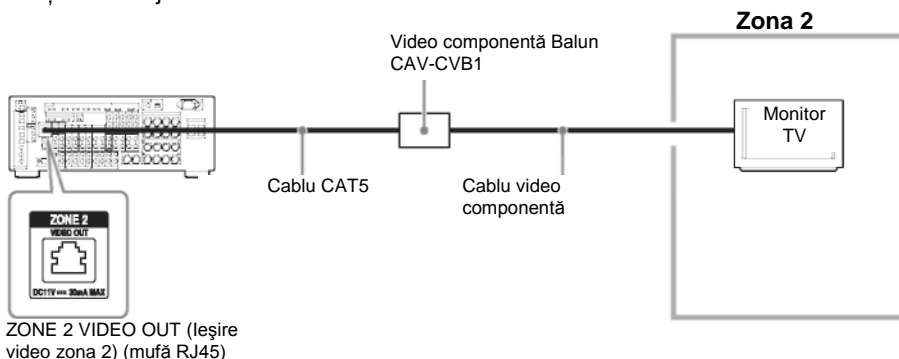 Zona 2
Video componentă Balun
CAV-CVB1
Monitor
TV
Cablu CAT5
Cablu video
componentă
ZONE 2
VIDEO OUT
DC11V ⎓ 30mA MAX
ZONE 2 VIDEO OUT (Ieşire
video zona 2) (mufă RJ45)